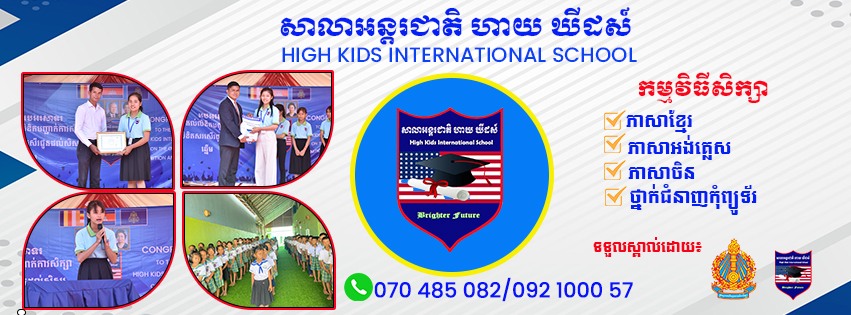 សាលាអន្តរជាតិ ហាយ ឃីដស៍
HIGH KIDS INTERNATIONAL SCHOOL
សាលាអន្តរជាតិ ហាយ ឃីដស៍
High Kids International School
Brighter Future
កម្មវិធីសិក្សា
ភាសាខ្មែរ
ភាសាអង់គ្លេស
ភាសាចិន
ថ្នាក់ជំនាញកុំព្យូទ័រ
ទទួលស្គាល់ដោយ៖
070 485 082/092 1000 57